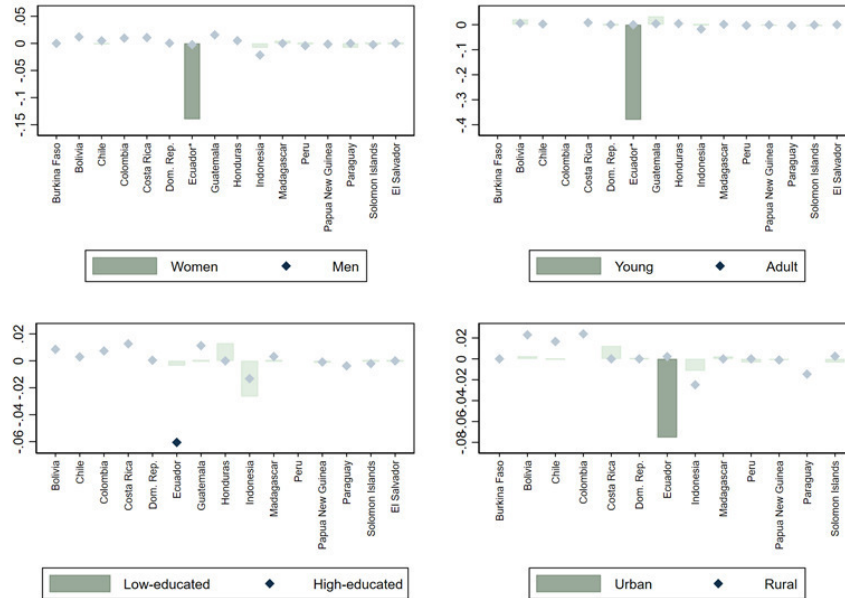 .05
0
-.05
-.1
-.15
Burkina Faso
Bolivia
Chile
Colombia
Costa Rica
Dom. Rep.
Ecuador*
Guatemala
Honduras
Indonesia
Madagascar
Peru
Papua New Guinea
Paraguay
Solomon Islands
El Salvador
Women Men
0
-.1
-.2
-.3
-.4
Burkina Faso
Bolivia
Chile
Colombia
Costa Rica
Dom. Rep.
Ecuador*
Guatemala
Honduras
Indonesia
Madagascar
Peru
Papua New Guinea
Paraguay
Solomon Islands
El Salvador
Young Adult
.02
0
-.02
-.04
-.06
Bolivia
Chile
Colombia
Costa Rica
Dom. Rep.
Ecuador
Guatemala
Honduras
Indonesia
Madagascar
Peru
Papua New Guinea
Paraguay
Solomon Islands
El Salvador
Low-educated High-educated
.02
0
-.02
-.04
-.06
-.08
Burkina Faso
Bolivia
Chile
Colombia
Costa Rica
Dom. Rep.
Ecuador
Indonesia
Madagascar
Peru
Papua New Guinea
Paraguay
Solomon Islands
Urban Rural